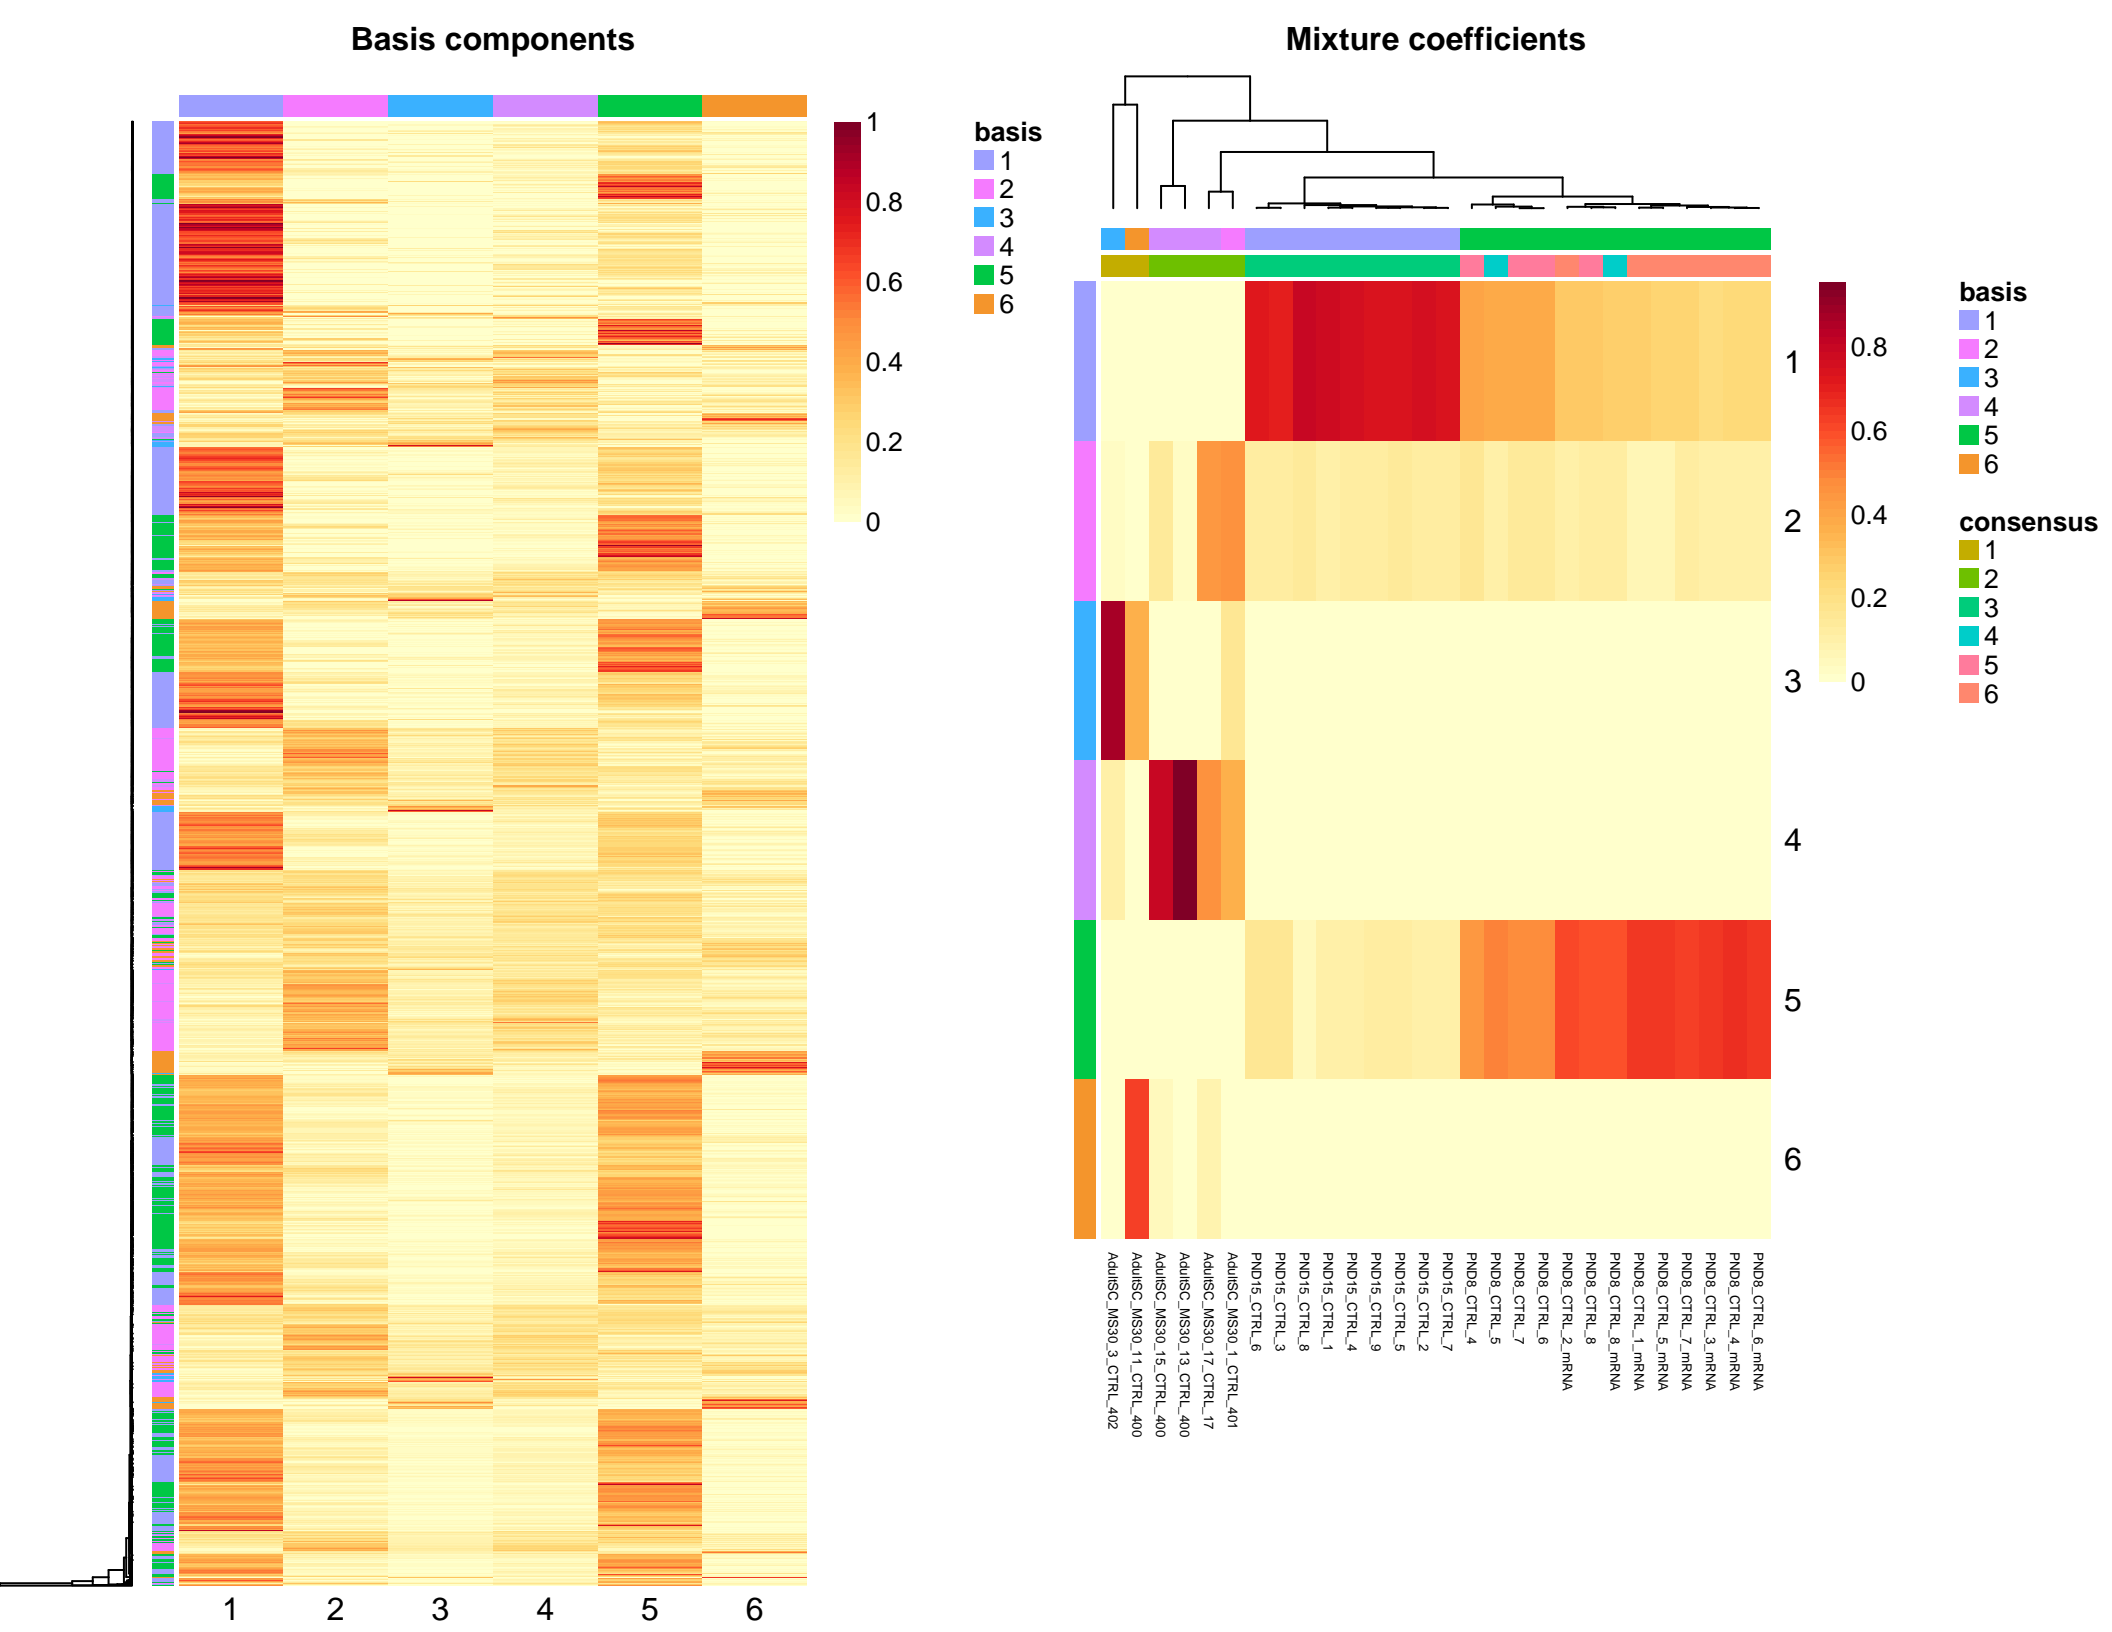 Basis components
1
0.8
0.6
0.4
0.2
0
basis
1
2
3
4
5
6
1 2 3 4 5 6
Mixture coefficients
1
2
3
4
5
6
0.8
0.6
0.4
0.2
0
basis
1
2
3
4
5
6
consensus
1
2
3
4
5
6
AdultSC_MS30_3_CTRL_402
AdultSC_MS30_11_CTRL_400
AdultSC_MS30_15_CTRL_400
AdultSC_MS30_13_CTRL_400
AdultSC_MS30_17_CTRL_17
AdultSC_MS30_1_CTRL_401
PND15_CTRL_6
PND15_CTRL_3
PND15_CTRL_8
PND15_CTRL_1
PND15_CTRL_4
PND15_CTRL_9
PND15_CTRL_5
PND15_CTRL_2
PND15_CTRL_7
PND8_CTRL_4
PND8_CTRL_5
PND8_CTRL_7
PND8_CTRL_6
PND8_CTRL_2_mRNA
PND8_CTRL_8
PND8_CTRL_8_mRNA
PND8_CTRL_1_mRNA
PND8_CTRL_5_mRNA
PND8_CTRL_7_mRNA
PND8_CTRL_3_mRNA
PND8_CTRL_4_mRNA
PND8_CTRL_6_mRNA